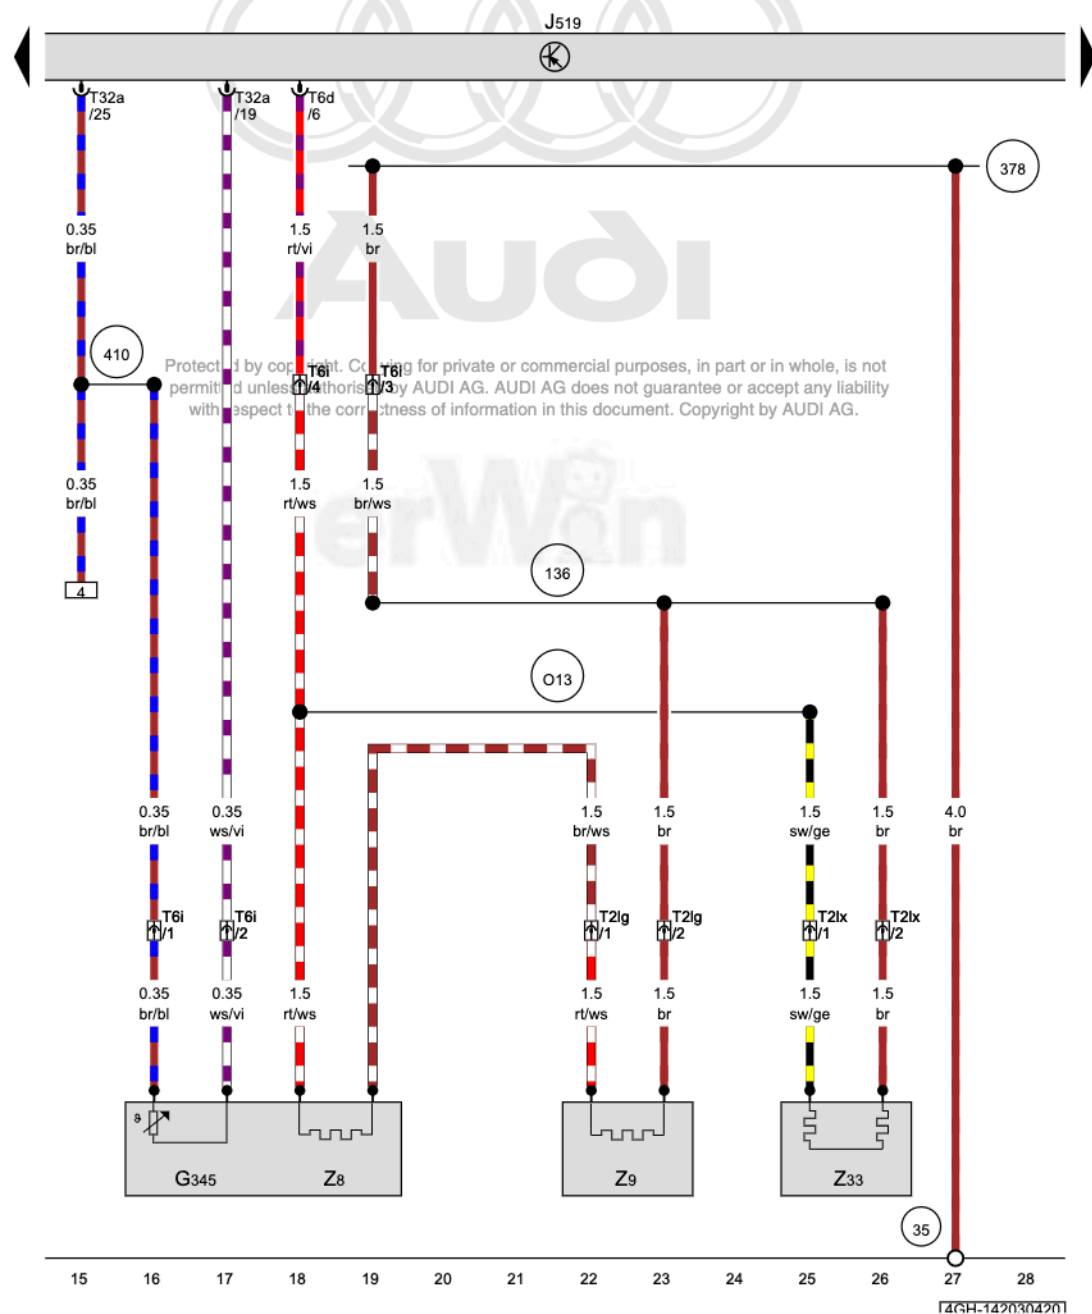 J519
T32a
/25
T32a
/19
T6d
/6
378
0.35
br/bl
1.5
rt/vi
1.5
br
Audi
410
Protected by copyright. Copying for private or commercial purposes, in part or in whole, is not
permitted unless authorised by AUDI AG. AUDI AG does not guarantee or accept any liability
with respect to the correctness of information in this document. Copyright by AUDI AG.
T6i
/4
T6i
/3
erWin
0.35
br/bl
1.5
rt/ws
1.5
br/ws
4
136
O13
0.35
br/bl
0.35
ws/vi
1.5
br/ws
1.5
br
1.5
sw/ge
1.5
br
4.0
br
T6i
/1
T6i
/2
T2lg
/1
T2lg
/2
T2lx
/1
T2lx
/2
0.35
br/bl
0.35
ws/vi
1.5
rt/ws
1.5
rt/ws
1.5
br
1.5
sw/ge
1.5
br
G345
Z8
Z9
Z33
35
15 16 17 18 19 20 21 22 23 24 25 26 27 28
4GH-142030420